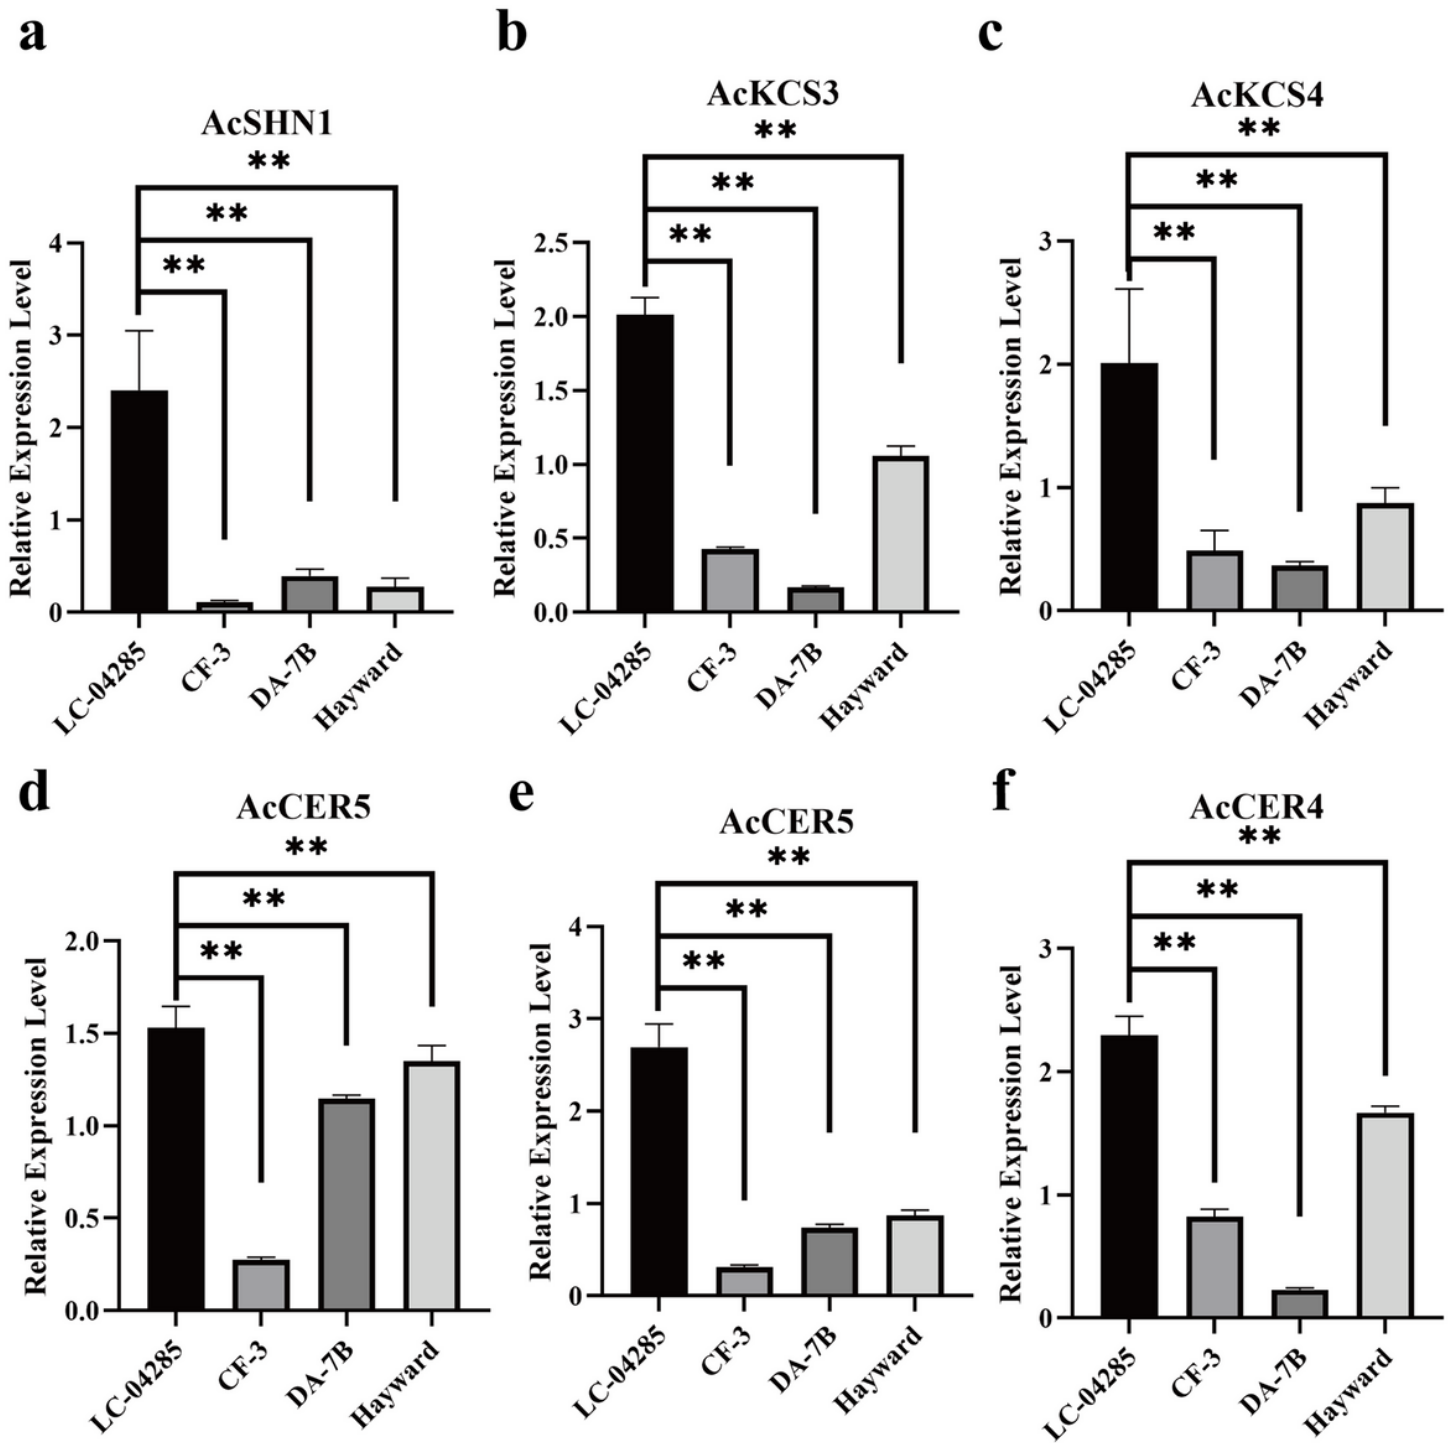 a
AcSHN1
**
**
**
Relative Expression Level
4
3
2
1
0
LC-04285
CF-3
DA-7B
Hayward
b
AcKCS3
**
**
**
Relative Expression Level
2.5
2.0
1.5
1.0
0.5
0.0
LC-04285
CF-3
DA-7B
Hayward
c
AcKCS4
**
**
**
Relative Expression Level
3
2
1
0
LC-04285
CF-3
DA-7B
Hayward
d
AcCER5
**
**
**
Relative Expression Level
2.0
1.5
1.0
0.5
0.0
LC-04285
CF-3
DA-7B
Hayward
e
AcCER5
**
**
**
Relative Expression Level
4
3
2
1
0
LC-04285
CF-3
DA-7B
Hayward
f
AcCER4
**
**
**
Relative Expression Level
3
2
1
0
LC-04285
CF-3
DA-7B
Hayward